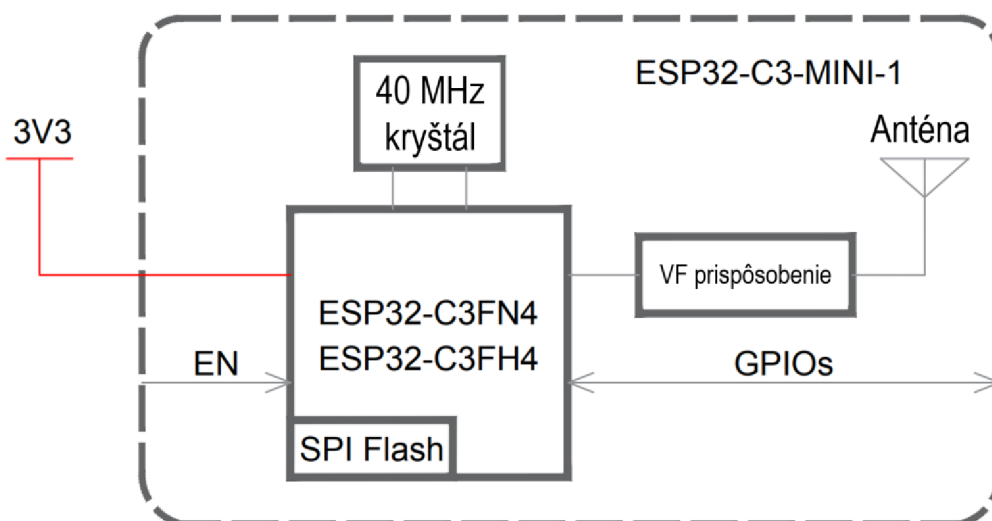 ESP32-C3-MINI-1
40 MHz
kryštál
3V3
Anténa
VF prispôsobenie
ESP32-C3FN4
ESP32-C3FH4
EN
GPIOs
SPI Flash